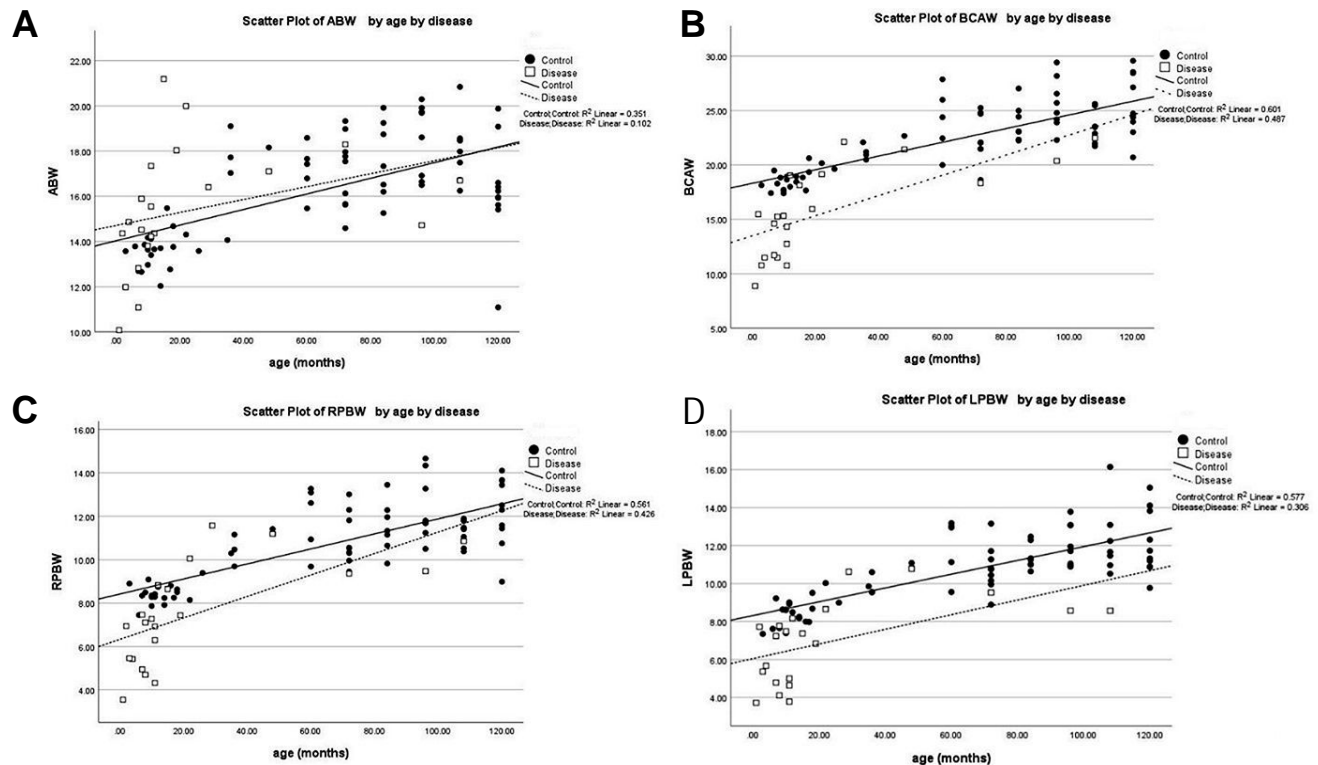 A
Scatter Plot of ABW by age by disease
Control
Disease
Control
Disease
Control;Control: R² Linear = 0.351
Disease;Disease: R² Linear = 0.102
22.00
20.00
18.00
16.00
14.00
12.00
10.00
ABW
.00 20.00 40.00 60.00 80.00 100.00 120.00
age (months)
B
Scatter Plot of BCAW by age by disease
Control
Disease
Control
Disease
Control;Control: R² Linear = 0.601
Disease;Disease: R² Linear = 0.487
30.00
25.00
20.00
15.00
10.00
5.00
BCAW
.00 20.00 40.00 60.00 80.00 100.00 120.00
age (months)
C
Scatter Plot of RPBW by age by disease
Control
Disease
Control
Disease
Control;Control: R² Linear = 0.561
Disease;Disease: R² Linear = 0.426
16.00
14.00
12.00
10.00
8.00
6.00
4.00
RPBW
.00 20.00 40.00 60.00 80.00 100.00 120.00
age (months)
D
Scatter Plot of LPBW by age by disease
Control
Disease
Control
Disease
Control;Control: R² Linear = 0.577
Disease;Disease: R² Linear = 0.306
18.00
16.00
14.00
12.00
10.00
8.00
6.00
4.00
LPBW
.00 20.00 40.00 60.00 80.00 100.00 120.00
age (months)